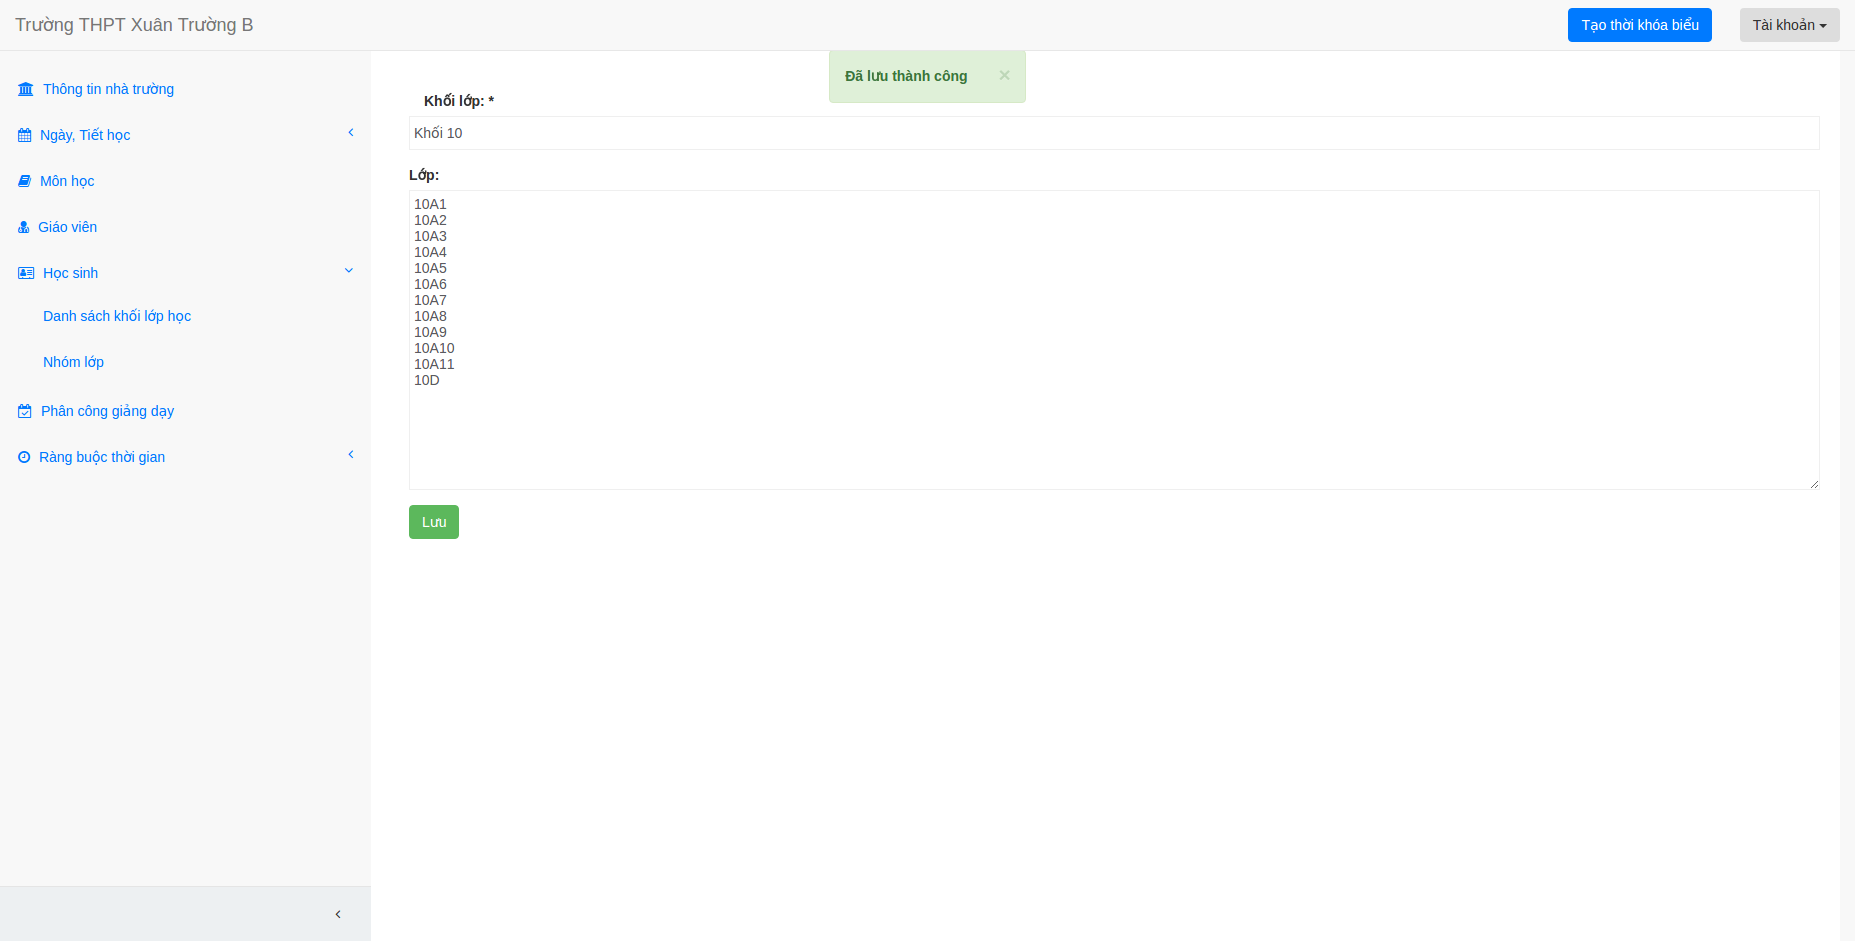 Trường THPT Xuân Trường B
Tạo thời khóa biểu
Tài khoản
Đã lưu thành công ×
Thông tin nhà trường
Ngày, Tiết học
Môn học
Giáo viên
Học sinh
Danh sách khối lớp học
Nhóm lớp
Phân công giảng dạy
Ràng buộc thời gian
Khối lớp: *
Khối 10
Lớp:
10A1
10A2
10A3
10A4
10A5
10A6
10A7
10A8
10A9
10A10
10A11
10D
Lưu